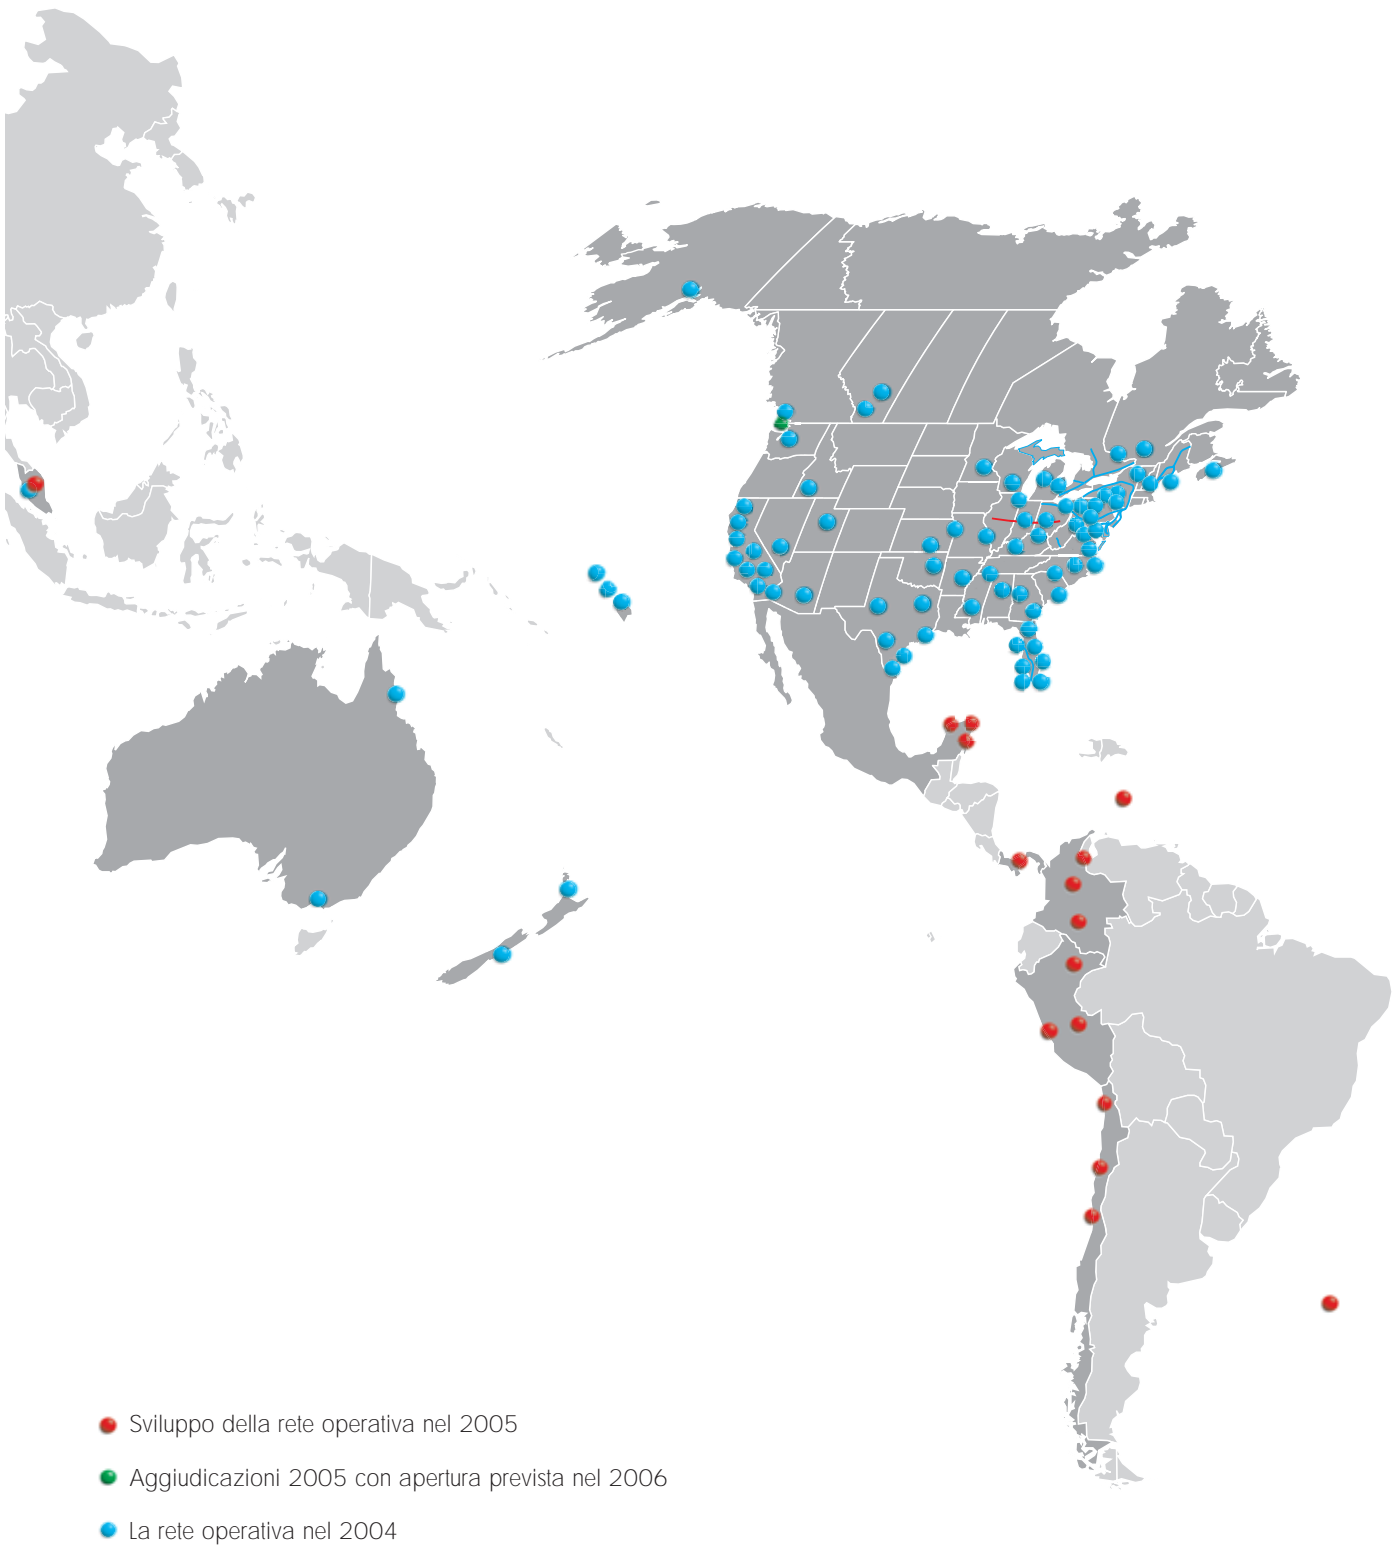 Sviluppo della rete operativa nel 2005
Aggiudicazioni 2005 con apertura prevista nel 2006
La rete operativa nel 2004